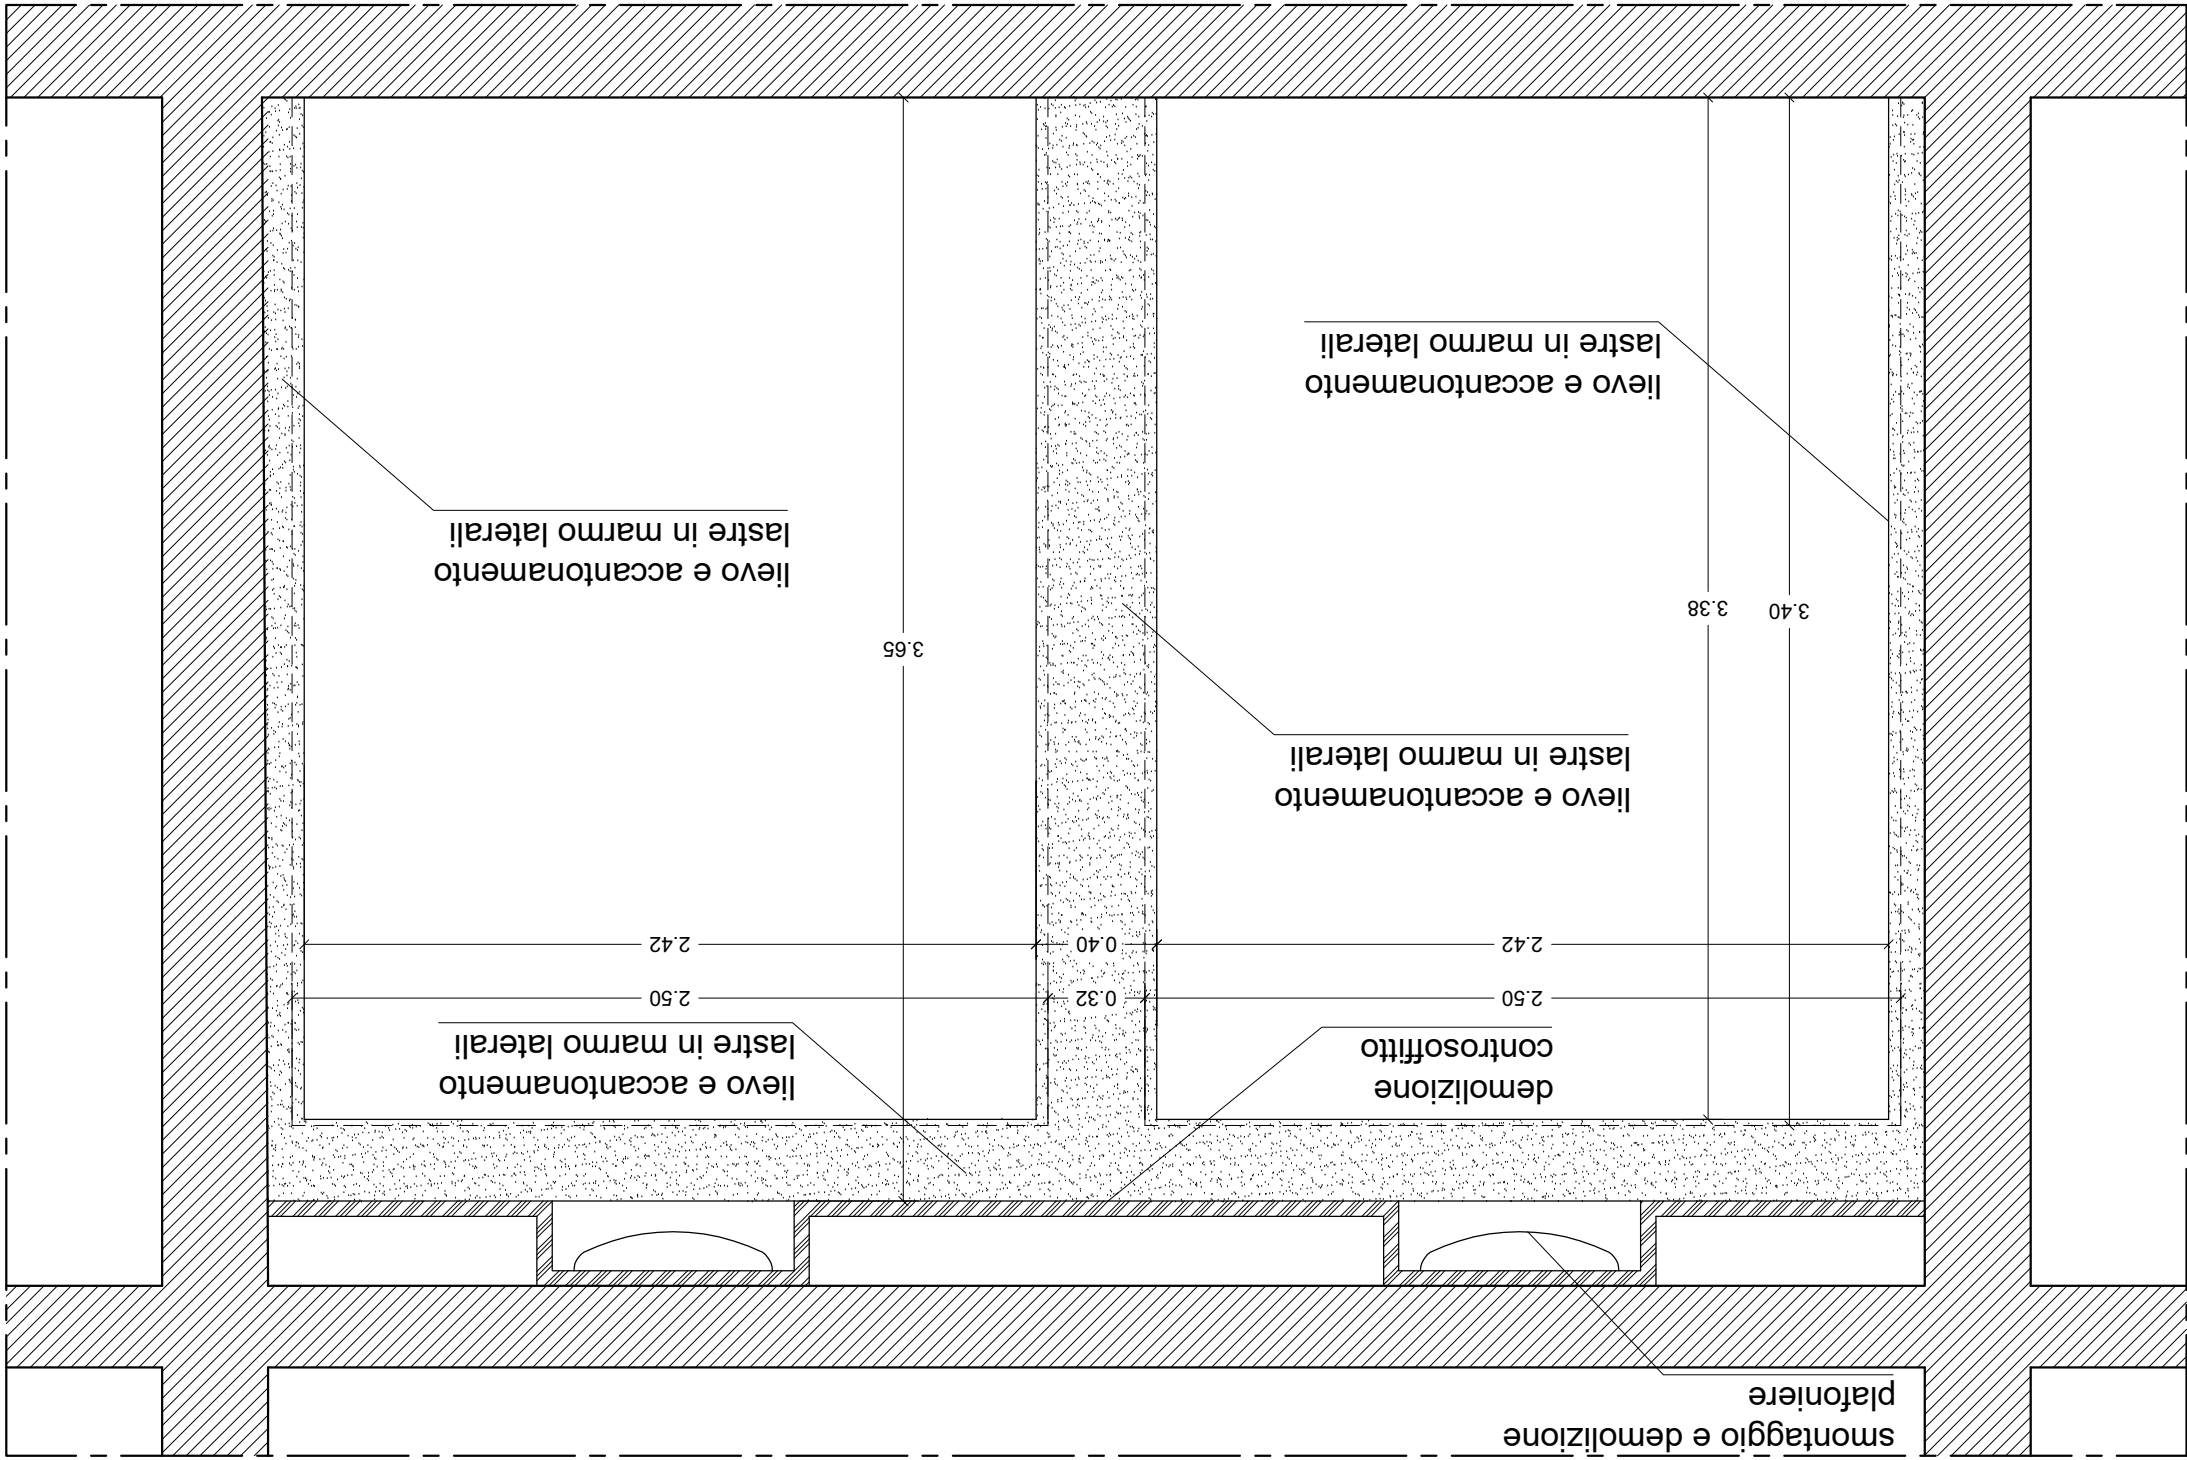 smontaggio e demolizione
plafoniere
demolizione
controsoffitto
lievo e accantonamento
lastre in marmo laterali
2.50
0.32
2.50
2.42
0.40
2.42
lievo e accantonamento
lastre in marmo laterali
3.65
3.40
3.38
lievo e accantonamento
lastre in marmo laterali
lievo e accantonamento
lastre in marmo laterali